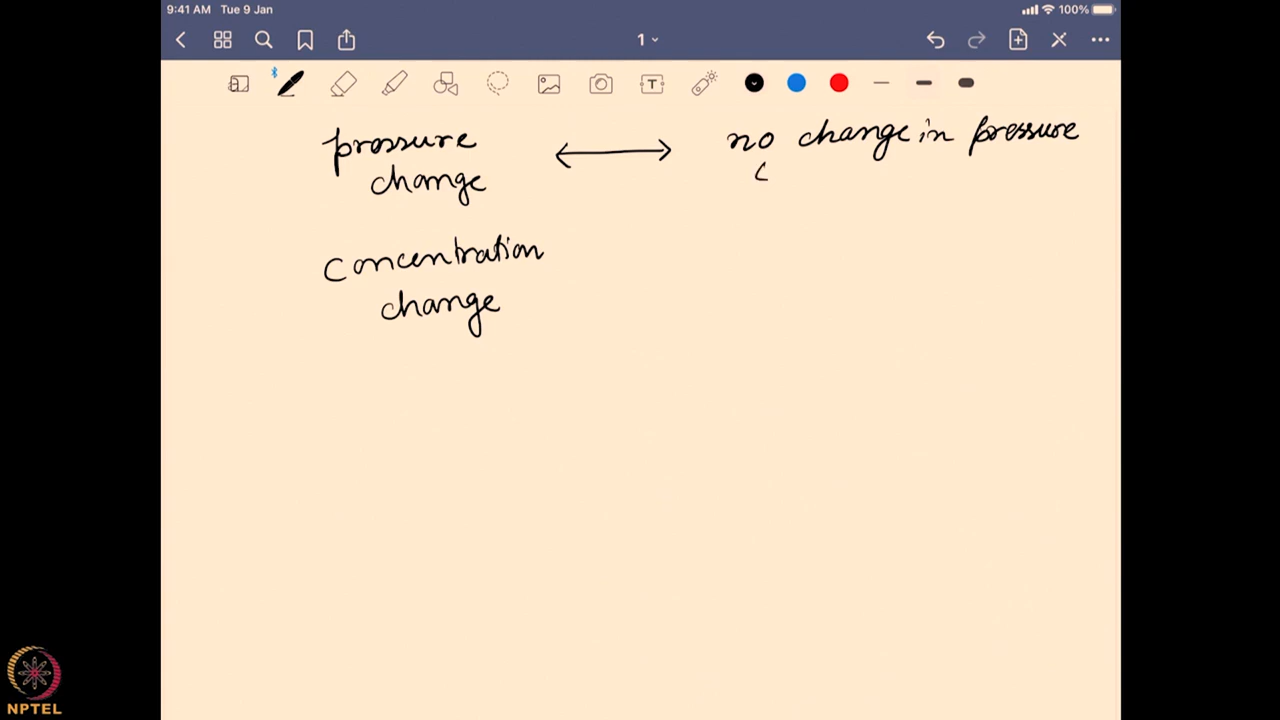 9:41 AM Tue 9 Jan
100%
1
T
pressure
change
no change in pressure
c
concentration
change
NPTEL